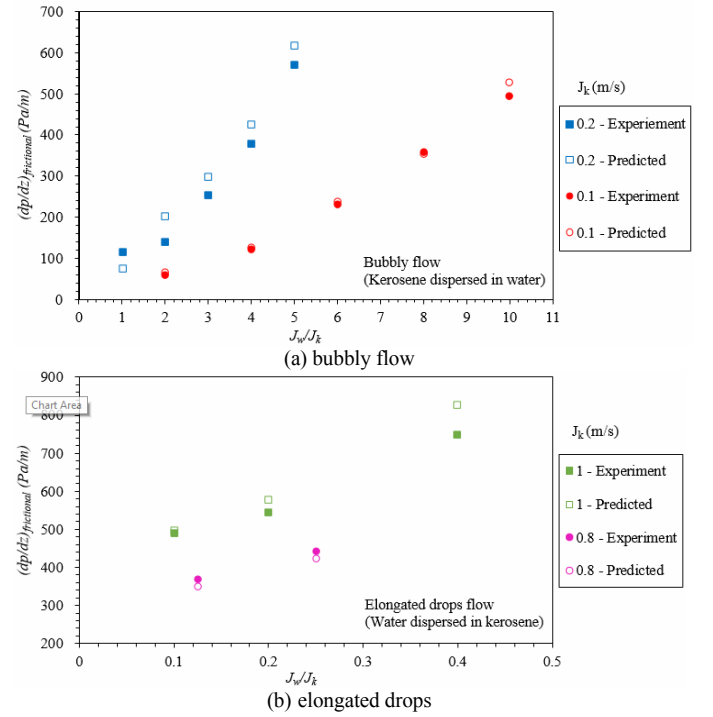 700
600
500
400
300
200
100
0
(dp/dz)frictional (Pa/m)
0 1 2 3 4 5 6 7 8 9 10 11
Jw/Jk
Bubbly flow
(Kerosene dispersed in water)
Jk (m/s)
0.2 - Experiement
0.2 - Predicted
0.1 - Experiment
0.1 - Predicted
(a) bubbly flow
900
800
700
600
500
400
300
200
Chart Area
(dp/dz)frictional (Pa/m)
0 0.1 0.2 0.3 0.4 0.5
Jw/Jk
Elongated drops flow
(Water dispersed in kerosene)
Jk (m/s)
1 - Experiment
1 - Predicted
0.8 - Experiment
0.8 - Predicted
(b) elongated drops